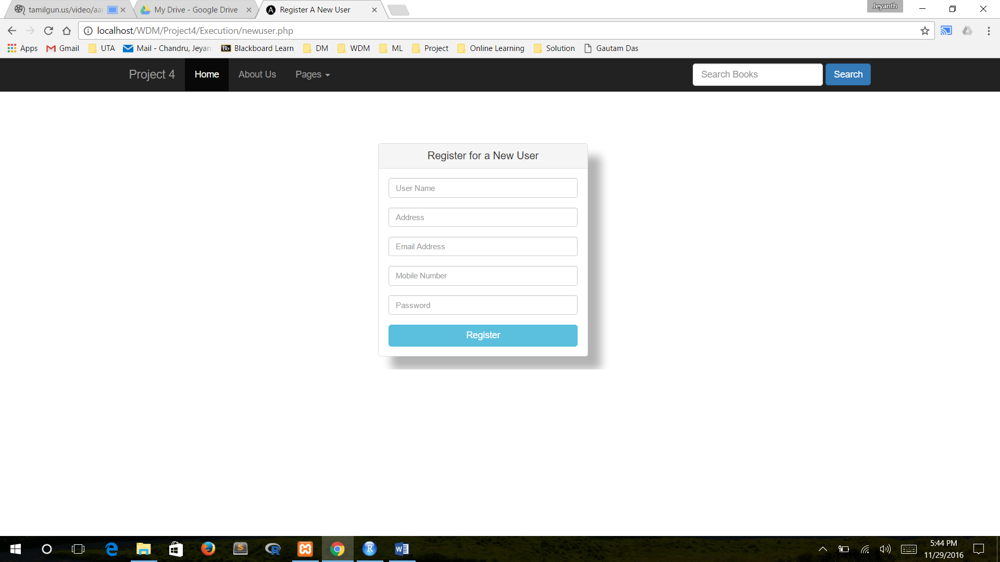 tamilgun.us/video/aa
My Drive - Google Drive
Register A New User
Jeyanth
localhost/WDM/Project4/Execution/newuser.php
Apps
Gmail
UTA
Mail - Chandru, Jeyan
Bb
Blackboard Learn
DM
WDM
ML
Project
Online Learning
Solution
Gautam Das
Project 4
Home
About Us
Pages
Search Books
Search
Register for a New User
User Name
Address
Email Address
Mobile Number
Password
Register
5:44 PM
11/29/2016